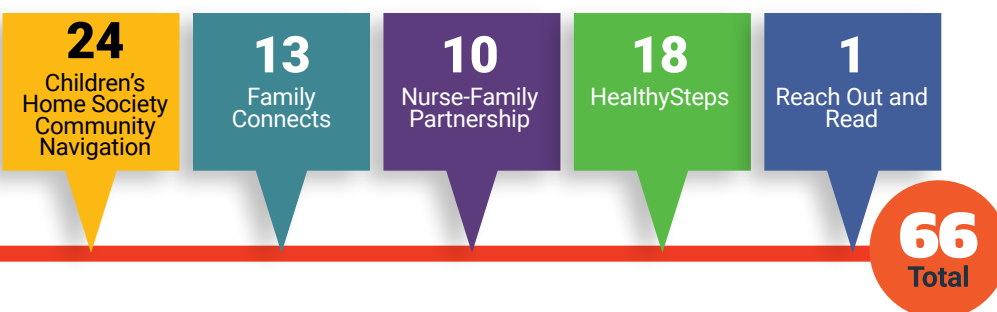 24
Children's
Home Society
Community
Navigation
13
Family
Connects
10
Nurse-Family
Partnership
18
HealthySteps
1
Reach Out and
Read
66
Total